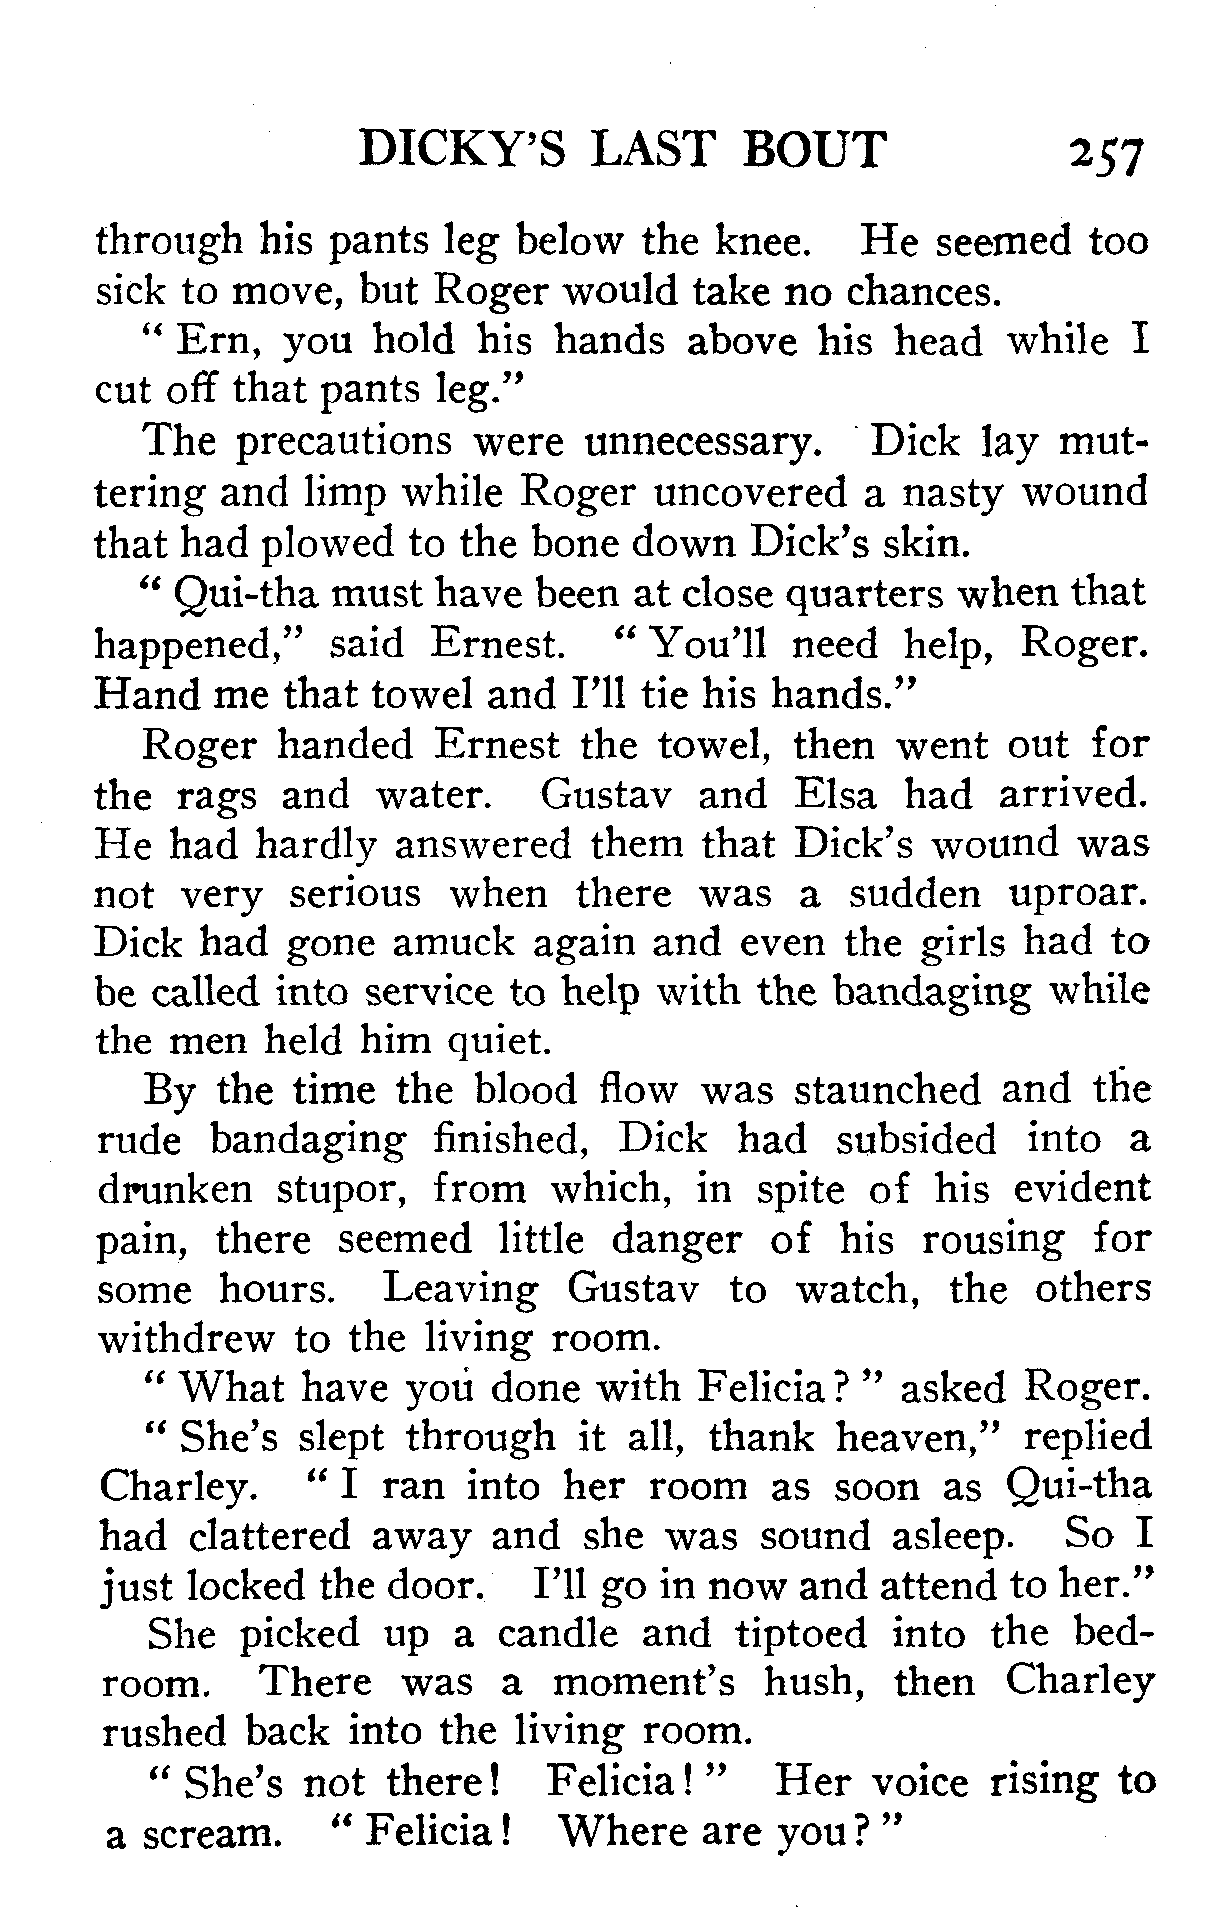 DICKY'S LAST BOUT 257
through his pants leg below the knee. He seemed too
sick to move, but Roger would take no chances.
" Ern, you hold his hands above his head while I
cut off that pants leg."
The precautions were unnecessary. Dick lay mut-
tering and limp while Roger uncovered a nasty wound
that had plowed to the bone down Dick's skin.
" Qui-tha must have been at close quarters when that
happened," said Ernest. " You'll need help, Roger.
Hand me that towel and I'll tie his hands."
Roger handed Ernest the towel, then went out for
the rags and water. Gustav and Elsa had arrived.
He had hardly answered them that Dick's wound was
not very serious when there was a sudden uproar.
Dick had gone amuck again and even the girls had to
be called into service to help with the bandaging while
the men held him quiet.
By the time the blood flow was staunched and the
rude bandaging finished, Dick had subsided into a
drunken stupor, from which, in spite of his evident
pain, there seemed little danger of his rousing for
some hours. Leaving Gustav to watch, the others
withdrew to the living room.
" What have you done with Felicia? " asked Roger.
" She's slept through it all, thank heaven," replied
Charley. " I ran into her room as soon as Qui-tha
had clattered away and she was sound asleep. So I
just locked the door. I'll go in now and attend to her."
She picked up a candle and tiptoed into the bed-
room. There was a moment's hush, then Charley
rushed back into the living room.
" She's not there! Felicia! " Her voice rising to
a scream. " Felicia! Where are you? "